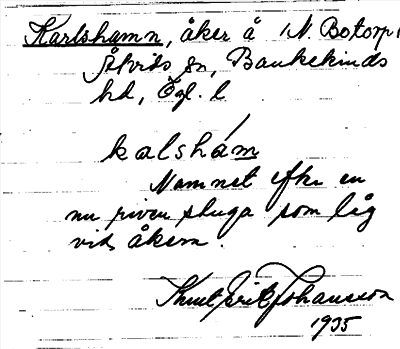 Karlshamn, åker å N. Botorp,
Åtvids sn, Bankekinds
hd, Ögl. l
kalshám
Namnet efter en
nu riven stuga som låg
vid åkern.
Knut Erik Johansson
1935